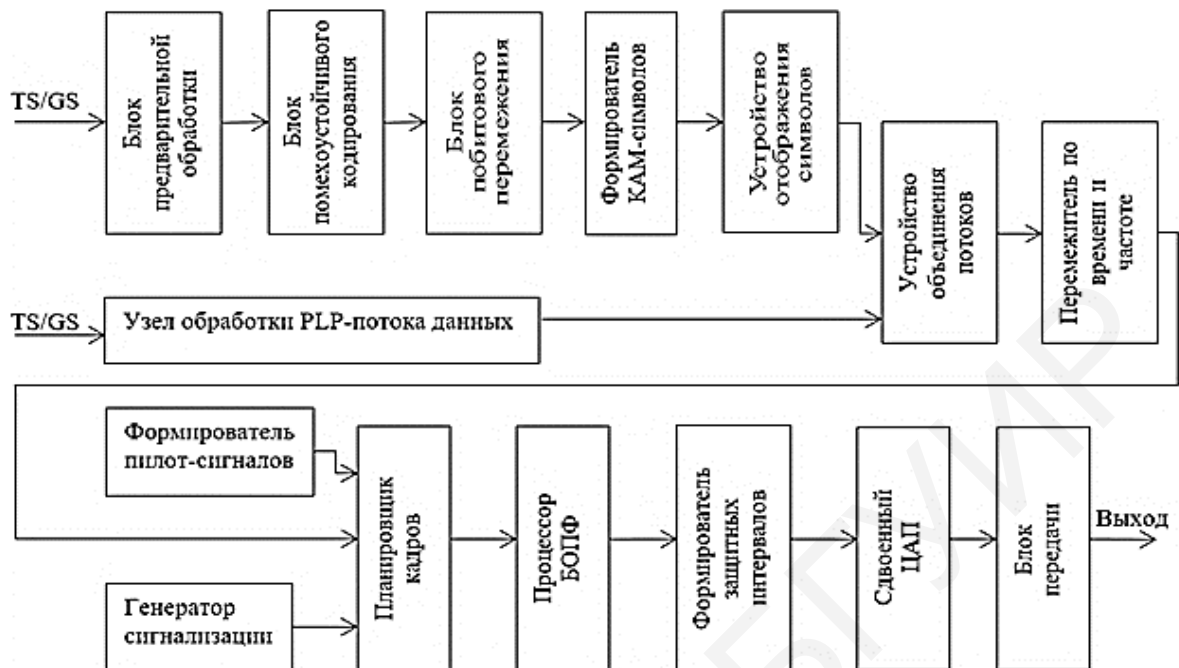 TS/GS
Блок
предварительной
обработки
Блок
помехоустойчивого
кодирования
Блок
побитового
перемежения
Формирователь
КАМ-символов
Устройство
отображения
символов
Устройство
объединения
потоков
Перемежитель по
времени и
частоте
TS/GS
Узел обработки PLP-потока данных
Формирователь
пилот-сигналов
Генератор
сигнализации
Планировщик
кадров
Процессор
БОПФ
Формирователь
защитных
интервалов
Сдвоенный
ЦАП
Блок
передачи
Выход
БГУИР